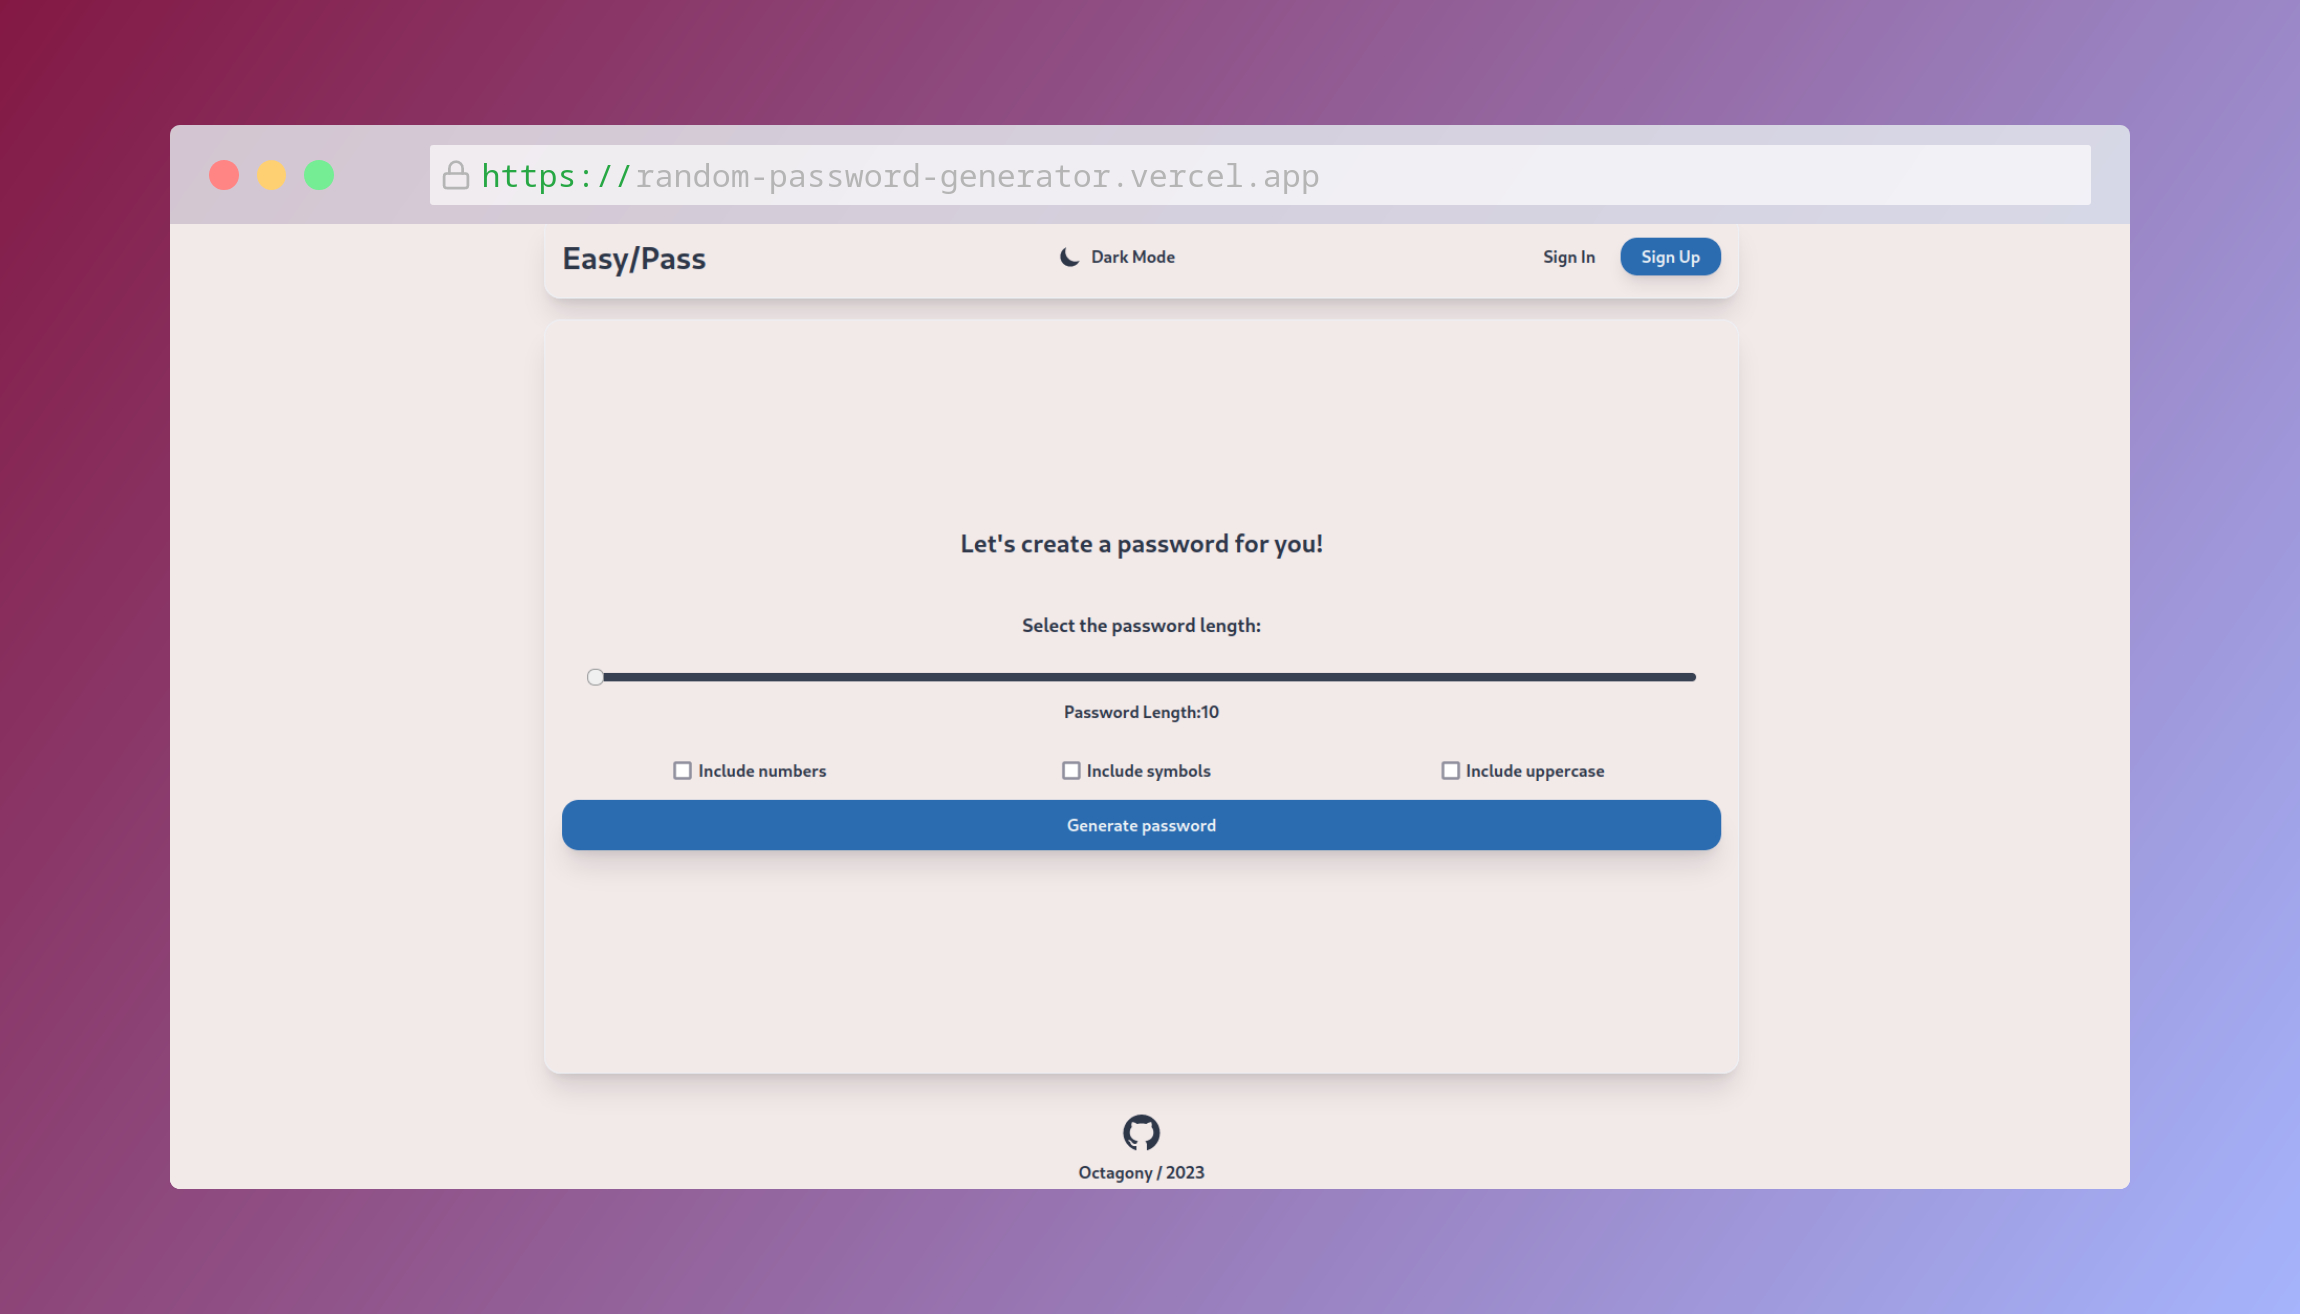 https://random-password-generator.vercel.app
Easy/Pass
Dark Mode
Sign In
Sign Up
Let's create a password for you!
Select the password length:
Password Length:10
Include numbers
Include symbols
Include uppercase
Generate password
Octagony / 2023